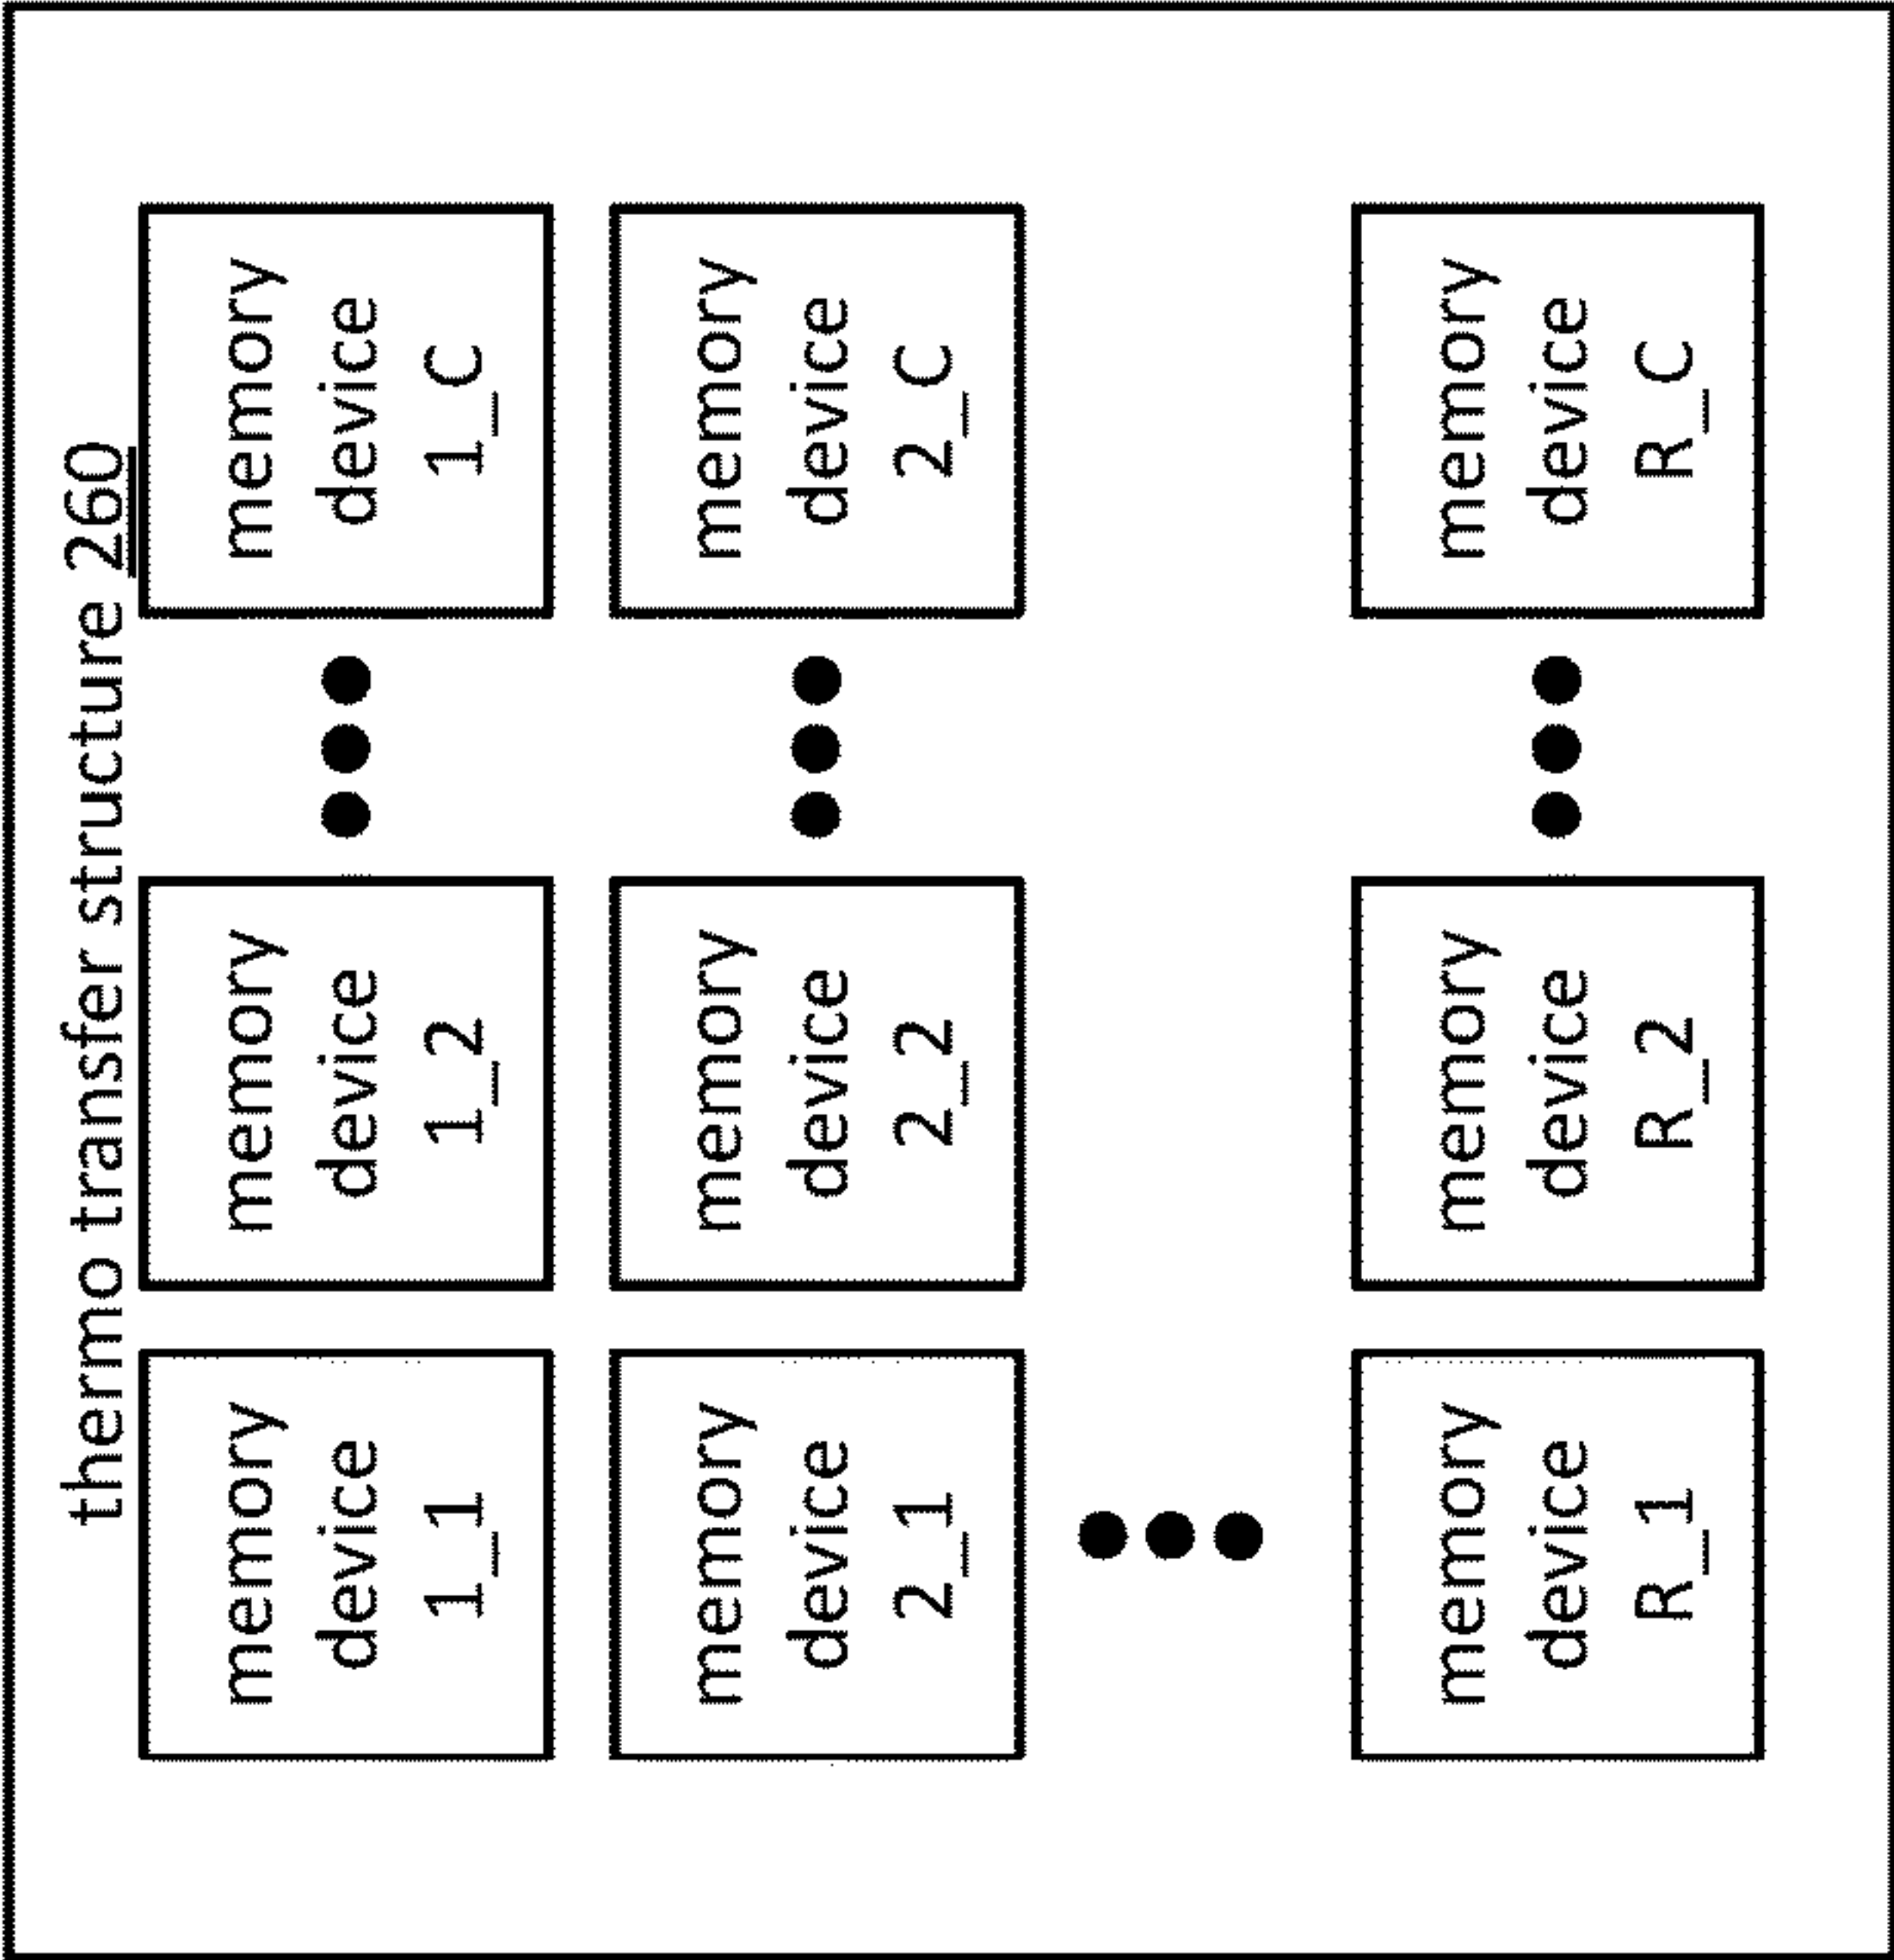 thermo transfer structure 260
memory
device
1_1
memory
device
1_2
memory
device
1_C
memory
device
2_1
memory
device
2_2
memory
device
2_C
memory
device
R_1
memory
device
R_2
memory
device
R_C